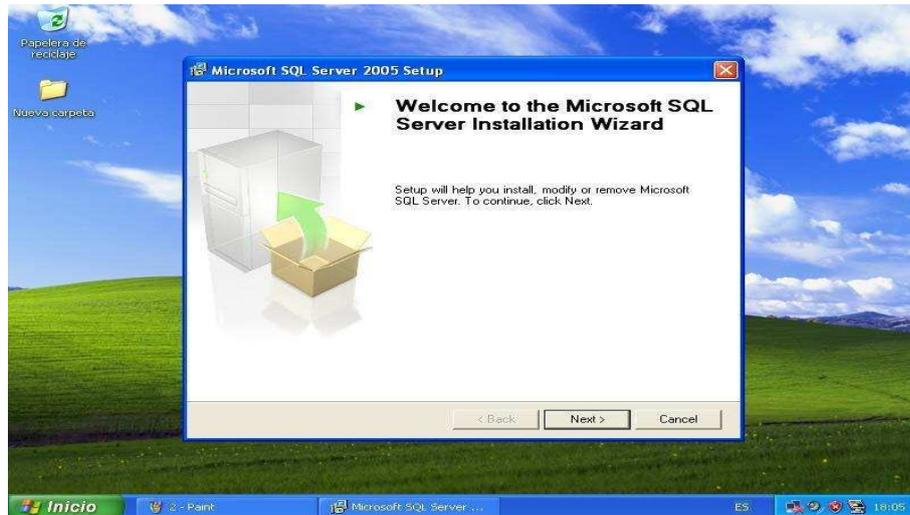 Papelera de
reciclaje
Nueva carpeta
Microsoft SQL Server 2005 Setup
Welcome to the Microsoft SQL
Server Installation Wizard
Setup will help you install, modify or remove Microsoft
SQL Server. To continue, click Next.
< Back
Next >
Cancel
Inicio
2 - Paint
Microsoft SQL Server ...
ES
18:05